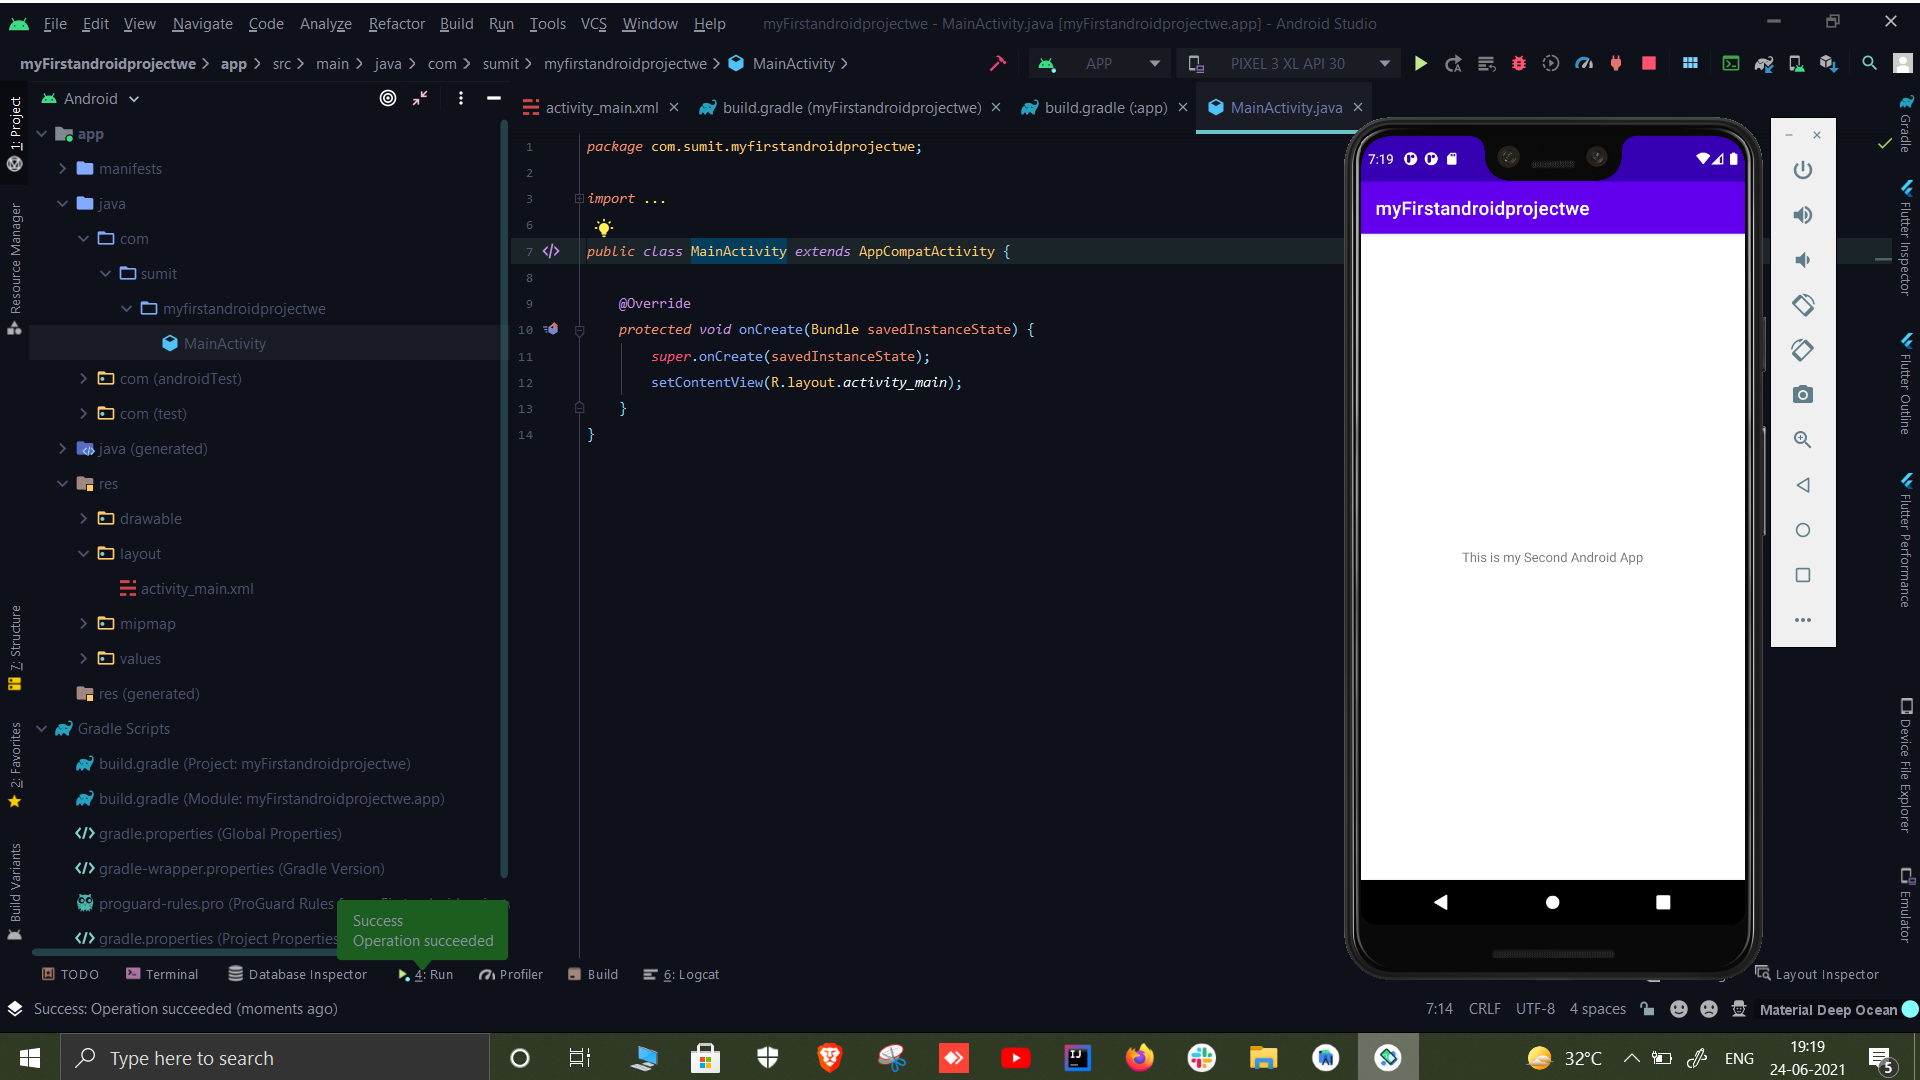 File Edit View Navigate Code Analyze Refactor Build Run Tools VCS Window Help myFirstandroidprojectwe - MainActivity.java [myFirstandroidprojectwe.app] - Android Studio
myFirstandroidprojectwe app src main java com sumit myfirstandroidprojectwe MainActivity APP PIXEL 3 XL API 30
Android
activity_main.xml build.gradle (myFirstandroidprojectwe) build.gradle (:app) MainActivity.java
1: Project
Resource Manager
7: Structure
2: Favorites
Build Variants
app
manifests
java
com
sumit
myfirstandroidprojectwe
MainActivity
com (androidTest)
com (test)
java (generated)
res
drawable
layout
activity_main.xml
mipmap
values
res (generated)
Gradle Scripts
build.gradle (Project: myFirstandroidprojectwe)
build.gradle (Module: myFirstandroidprojectwe.app)
gradle.properties (Global Properties)
gradle-wrapper.properties (Gradle Version)
proguard-rules.pro (ProGuard Rules
gradle.properties (Project Properties
Success
Operation succeeded
1 package com.sumit.myfirstandroidprojectwe;
2
3 import ...
6
7 public class MainActivity extends AppCompatActivity {
8
9 @Override
10 protected void onCreate(Bundle savedInstanceState) {
11 super.onCreate(savedInstanceState);
12 setContentView(R.layout.activity_main);
13 }
14 }
7:19
myFirstandroidprojectwe
This is my Second Android App
Gradle
Flutter Inspector
Flutter Outline
Flutter Performance
Device File Explorer
Emulator
TODO Terminal Database Inspector 4: Run Profiler Build 6: Logcat Layout Inspector
Success: Operation succeeded (moments ago) 7:14 CRLF UTF-8 4 spaces Material Deep Ocean
Type here to search 32°C ENG 19:19
24-06-2021 5